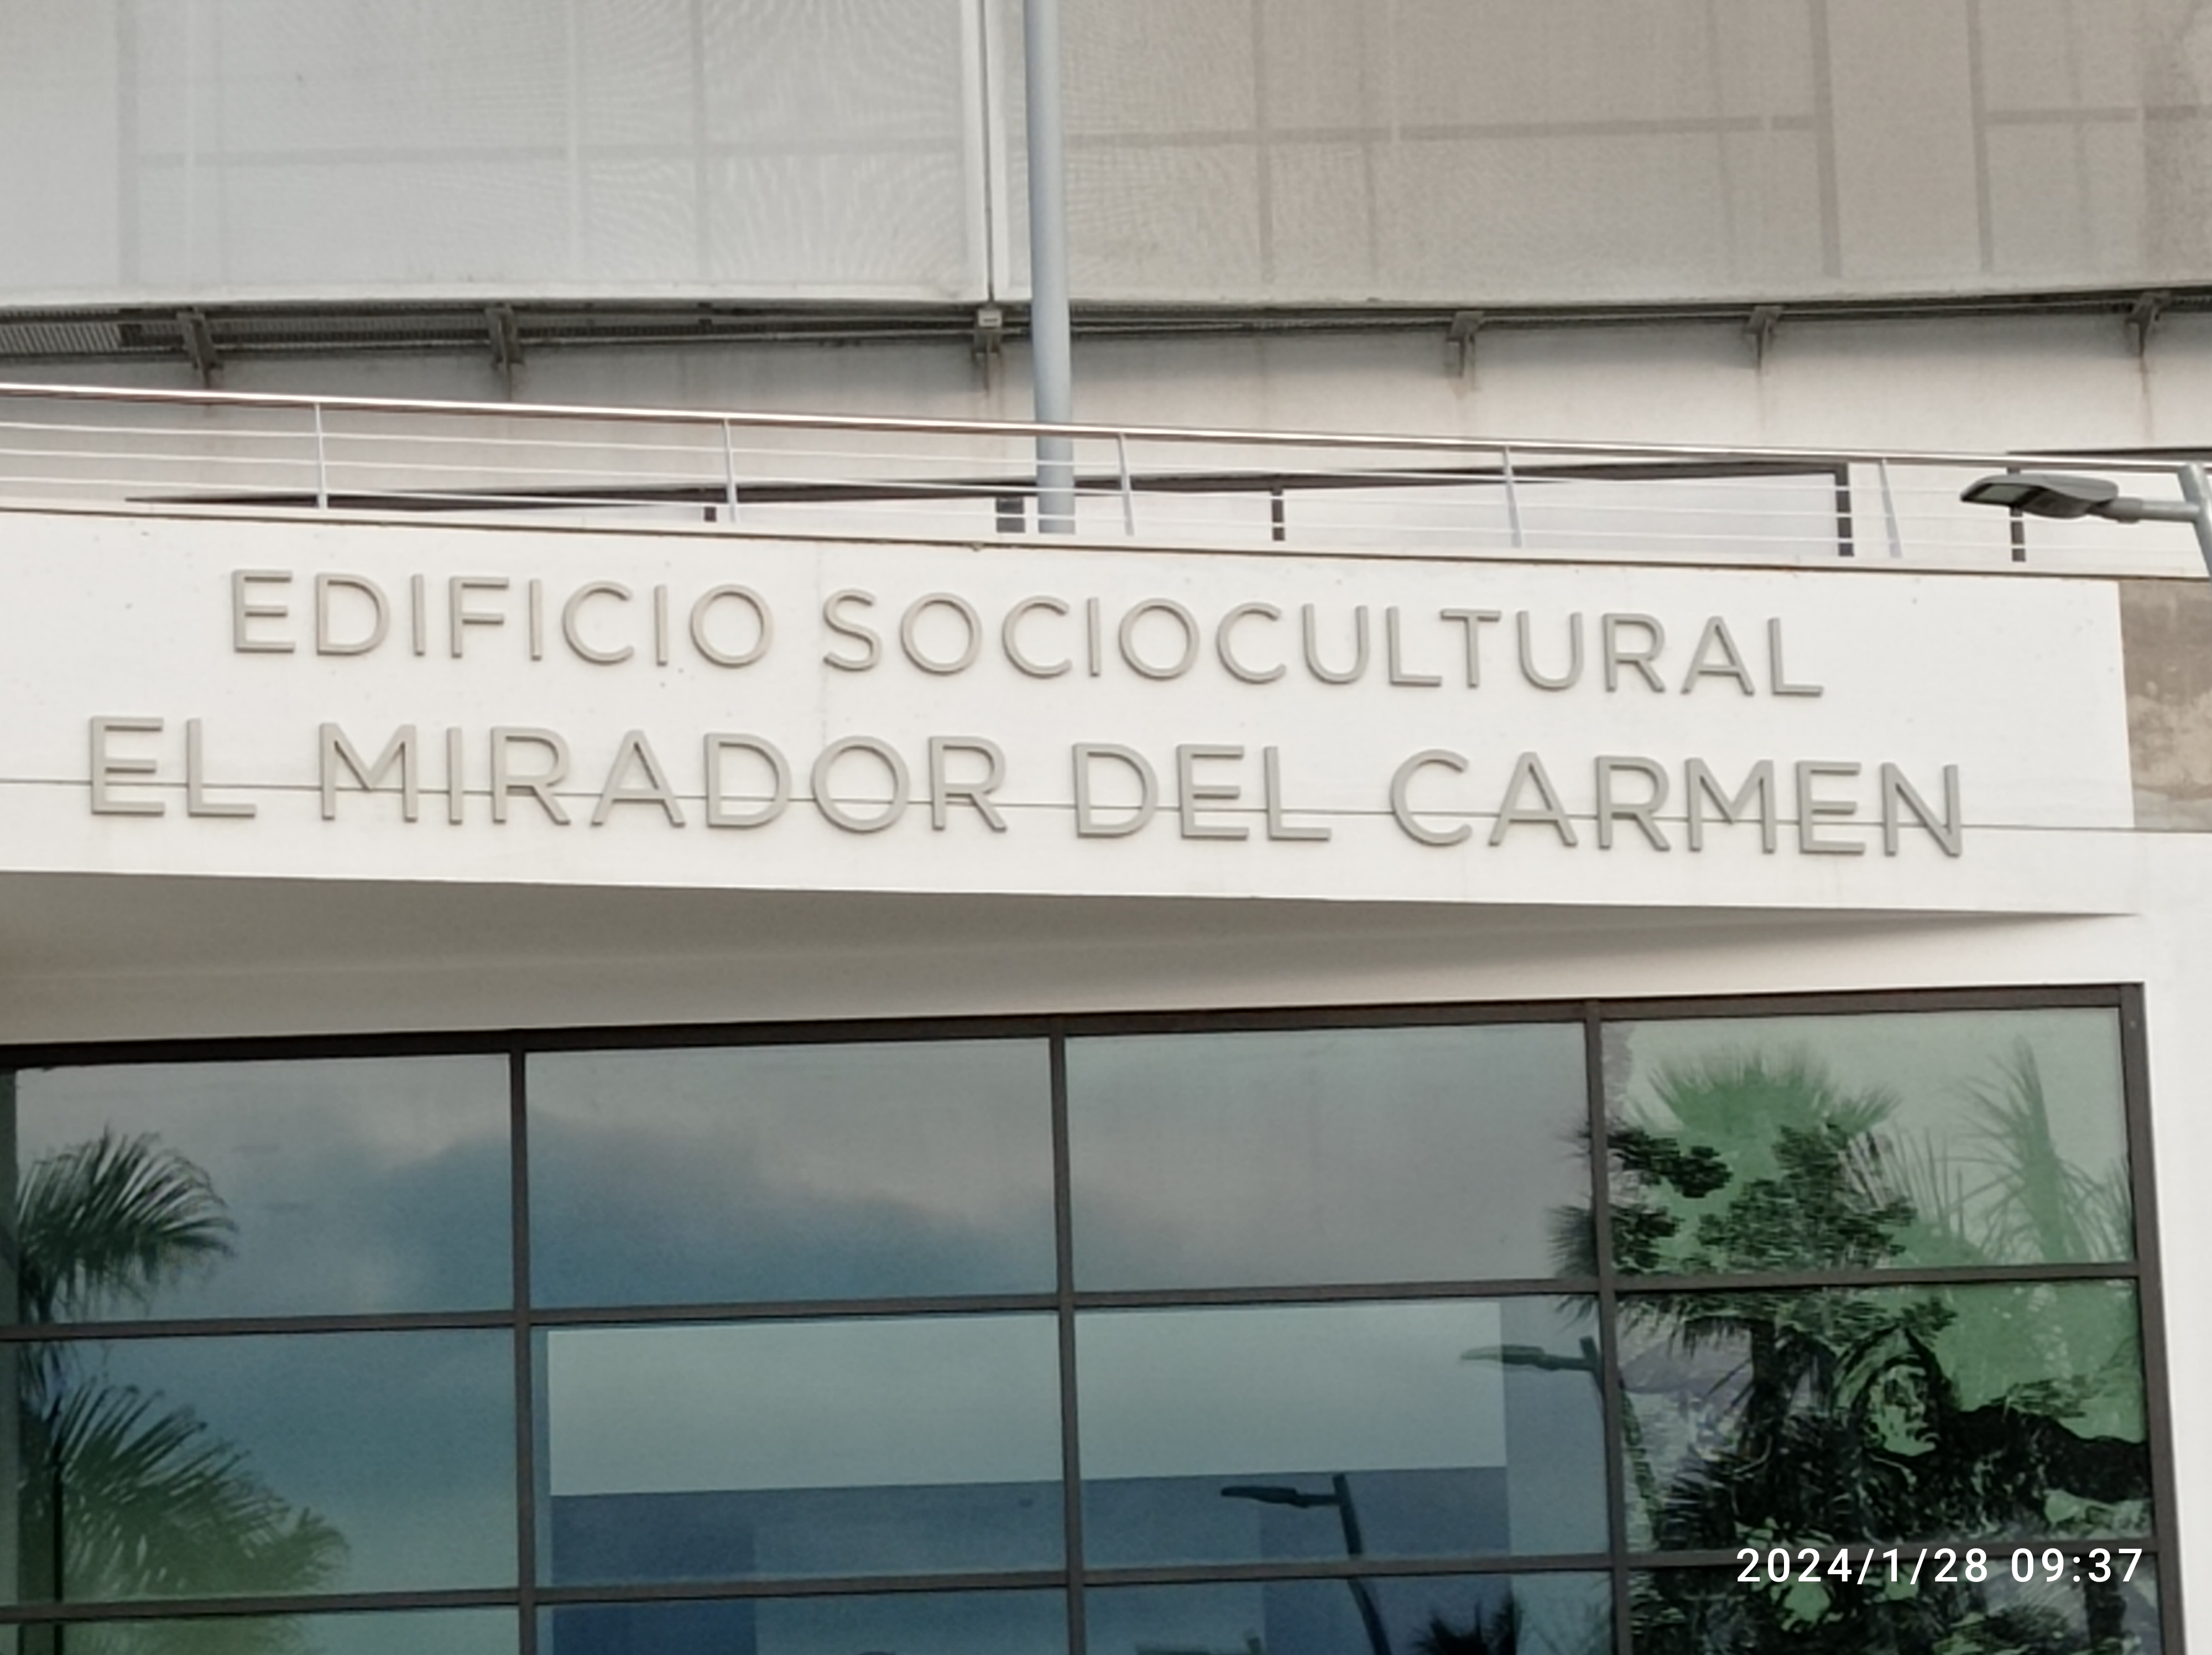 EDIFICIO SOCIOCULTURAL
EL MIRADOR DEL CARMEN
2024/1/28 09:37